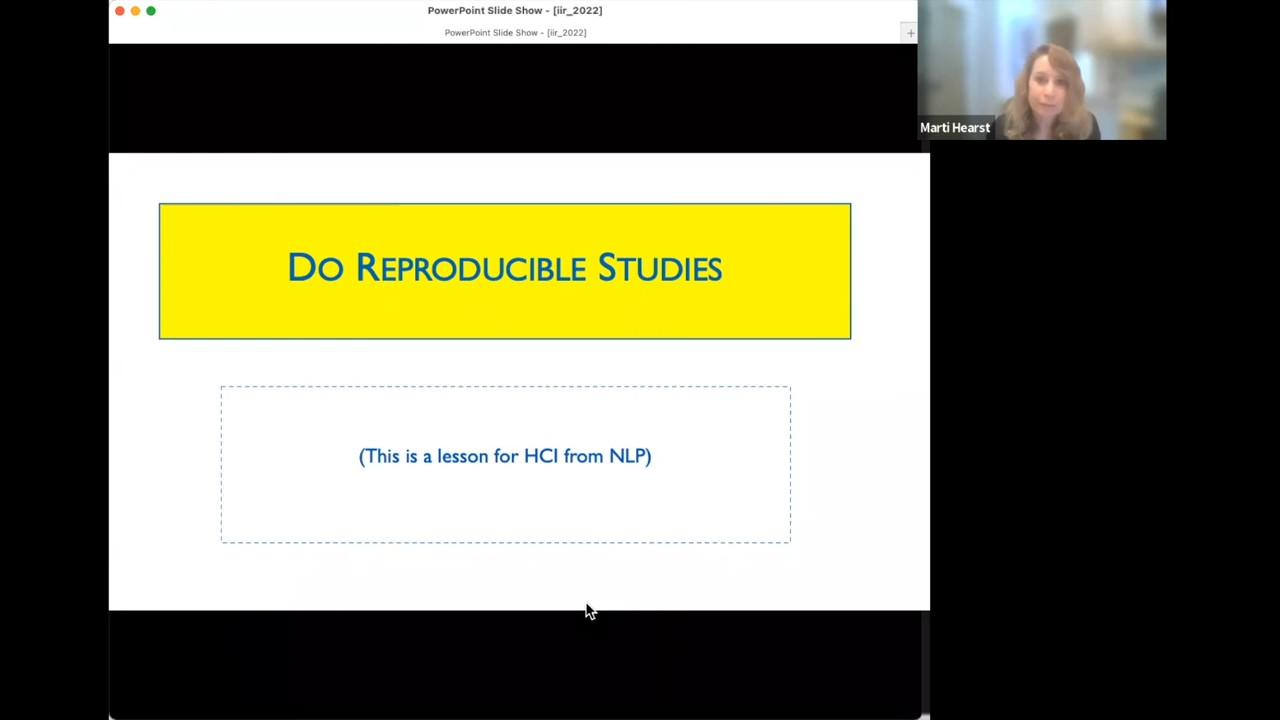 PowerPoint Slide Show - [iir_2022]
PowerPoint Slide Show - [iir_2022]
+
Marti Hearst
DO REPRODUCIBLE STUDIES
(This is a lesson for HCI from NLP)